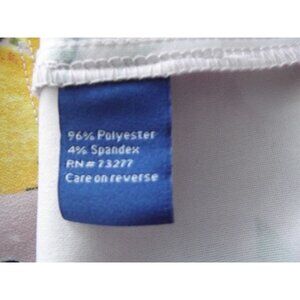 96% Polyester
4% Spandex
RN # 73277
Care on reverse